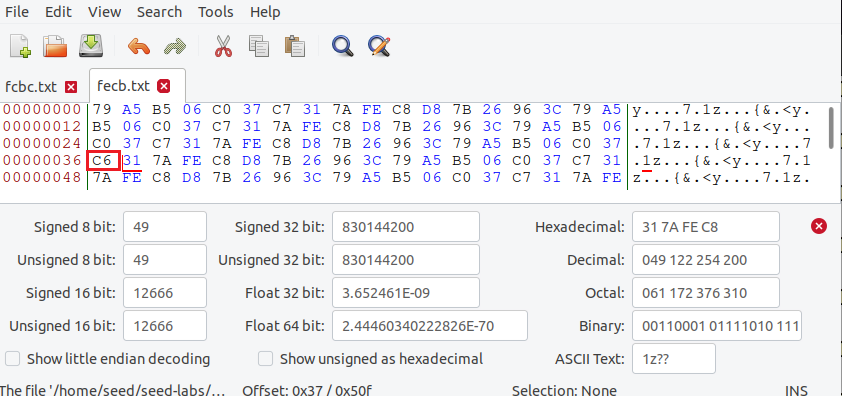 File Edit View Search Tools Help
fcbc.txt fecb.txt
00000000 79 A5 B5 06 C0 37 C7 31 7A FE C8 D8 7B 26 96 3C 79 A5 y....7.1z...{&.<y.
00000012 B5 06 C0 37 C7 31 7A FE C8 D8 7B 26 96 3C 79 A5 B5 06 ...7.1z...{&.<y...
00000024 C0 37 C7 31 7A FE C8 D8 7B 26 96 3C 79 A5 B5 06 C0 37 .7.1z...{&.<y....7
00000036 C6 31 7A FE C8 D8 7B 26 96 3C 79 A5 B5 06 C0 37 C7 31 .1z...{&.<y....7.1
00000048 7A FE C8 D8 7B 26 96 3C 79 A5 B5 06 C0 37 C7 31 7A FE z...{&.<y....7.1z.
Signed 8 bit: 49 Signed 32 bit: 830144200 Hexadecimal: 31 7A FE C8
Unsigned 8 bit: 49 Unsigned 32 bit: 830144200 Decimal: 049 122 254 200
Signed 16 bit: 12666 Float 32 bit: 3.652461E-09 Octal: 061 172 376 310
Unsigned 16 bit: 12666 Float 64 bit: 2.44460340222826E-70 Binary: 00110001 01111010 111
Show little endian decoding Show unsigned as hexadecimal ASCII Text: 1z??
The file '/home/seed/seed-labs/... Offset: 0x37 / 0x50f Selection: None INS